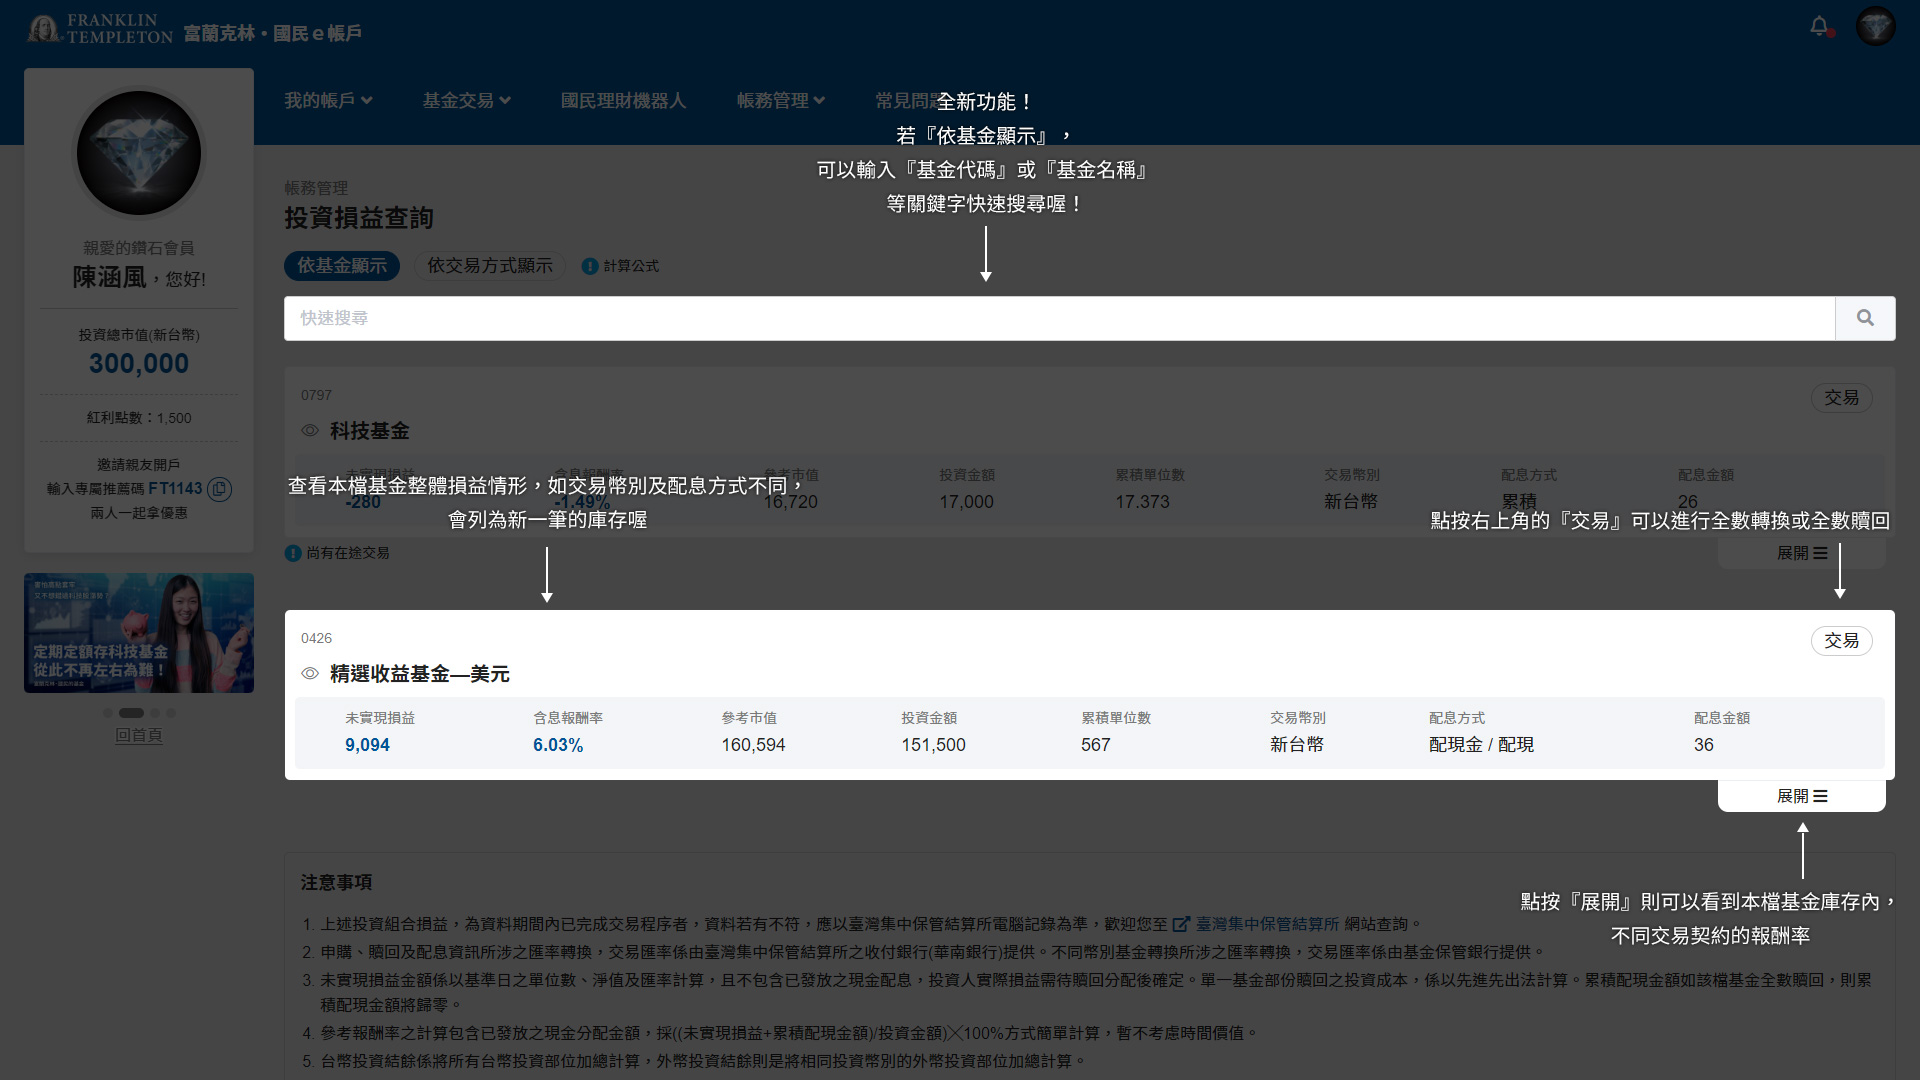 FRANKLIN
TEMPLETON
富蘭克林・國民 e 帳戶
我的帳戶
基金交易
國民理財機器人
帳務管理
常見問題
全新功能！
若『依基金顯示』，
可以輸入『基金代碼』或『基金名稱』
等關鍵字快速搜尋喔！
親愛的鑽石會員
陳涵風，您好!
投資總市值(新台幣)
300,000
紅利點數：1,500
邀請親友開戶
輸入專屬推薦碼 FT1143
兩人一起拿優惠
定期定額存科技基金
從此不再左右為難！
回首頁
帳務管理
投資損益查詢
依基金顯示
依交易方式顯示
計算公式
快速搜尋
0797
交易
科技基金
未實現損益 含息報酬率 參考市值 投資金額 累積單位數 交易幣別 配息方式 配息金額
-280 -1.49% 16,720 17,000 17.373 新台幣 累積 26
查看本檔基金整體損益情形，如交易幣別及配息方式不同，
會列為新一筆的庫存喔
點按右上角的『交易』可以進行全數轉換或全數贖回
尚有在途交易
展開
0426
交易
精選收益基金—美元
未實現損益 含息報酬率 參考市值 投資金額 累積單位數 交易幣別 配息方式 配息金額
9,094 6.03% 160,594 151,500 567 新台幣 配現金 / 配現 36
展開
點按『展開』則可以看到本檔基金庫存內，
不同交易契約的報酬率
注意事項
1. 上述投資組合損益，為資料期間內已完成交易程序者，資料若有不符，應以臺灣集中保管結算所電腦記錄為準，歡迎您至 臺灣集中保管結算所 網站查詢。
2. 申購、贖回及配息資訊所涉之匯率轉換，交易匯率係由臺灣集中保管結算所之收付銀行(華南銀行)提供。不同幣別基金轉換所涉之匯率轉換，交易匯率係由基金保管銀行提供。
3. 未實現損益金額係以基準日之單位數、淨值及匯率計算，且不包含已發放之現金配息，投資人實際損益需待贖回分配後確定。單一基金部份贖回之投資成本，係以先進先出法計算。累積配現金額如該檔基金全數贖回，則累
積配現金額將歸零。
4. 參考報酬率之計算包含已發放之現金分配金額，採((未實現損益+累積配現金額)/投資金額)╳100%方式簡單計算，暫不考慮時間價值。
5. 台幣投資結餘係將所有台幣投資部位加總計算，外幣投資結餘則是將相同投資幣別的外幣投資部位加總計算。